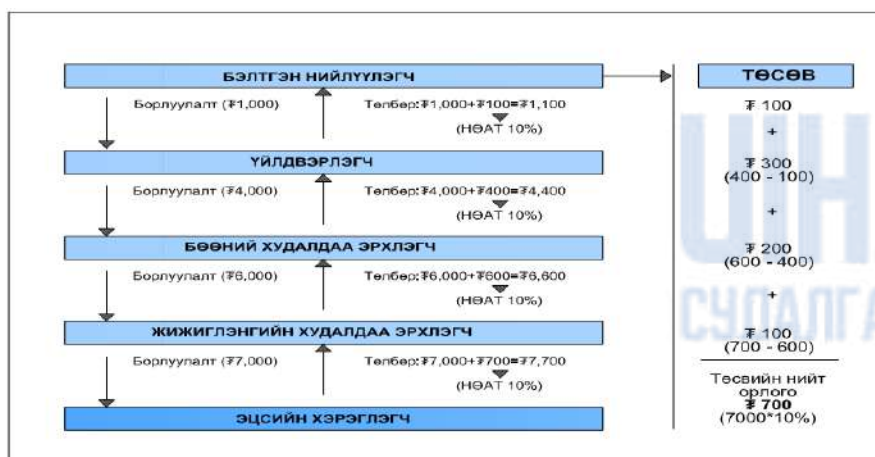 БЭЛТГЭН НИЙЛҮҮЛЭГЧ
Борлуулалт (₮1,000)
Төлбөр:₮1,000+₮100=₮1,100
(НӨАТ 10%)
ҮЙЛДВЭРЛЭГЧ
Борлуулалт (₮4,000)
Төлбөр:₮4,000+₮400=₮4,400
(НӨАТ 10%)
БӨӨНИЙ ХУДАЛДАА ЭРХЛЭГЧ
Борлуулалт (₮6,000)
Төлбөр:₮6,000+₮600=₮6,600
(НӨАТ 10%)
ЖИЖИГЛЭНГИЙН ХУДАЛДАА ЭРХЛЭГЧ
Борлуулалт (₮7,000)
Төлбөр:₮7,000+₮700=₮7,700
(НӨАТ 10%)
ЭЦСИЙН ХЭРЭГЛЭГЧ
ТӨСӨВ
₮ 100
+
₮ 300
(400 - 100)
+
₮ 200
(600 - 400)
+
₮ 100
(700 - 600)
Төсвийн нийт
орлого
₮ 700
(7000*10%)